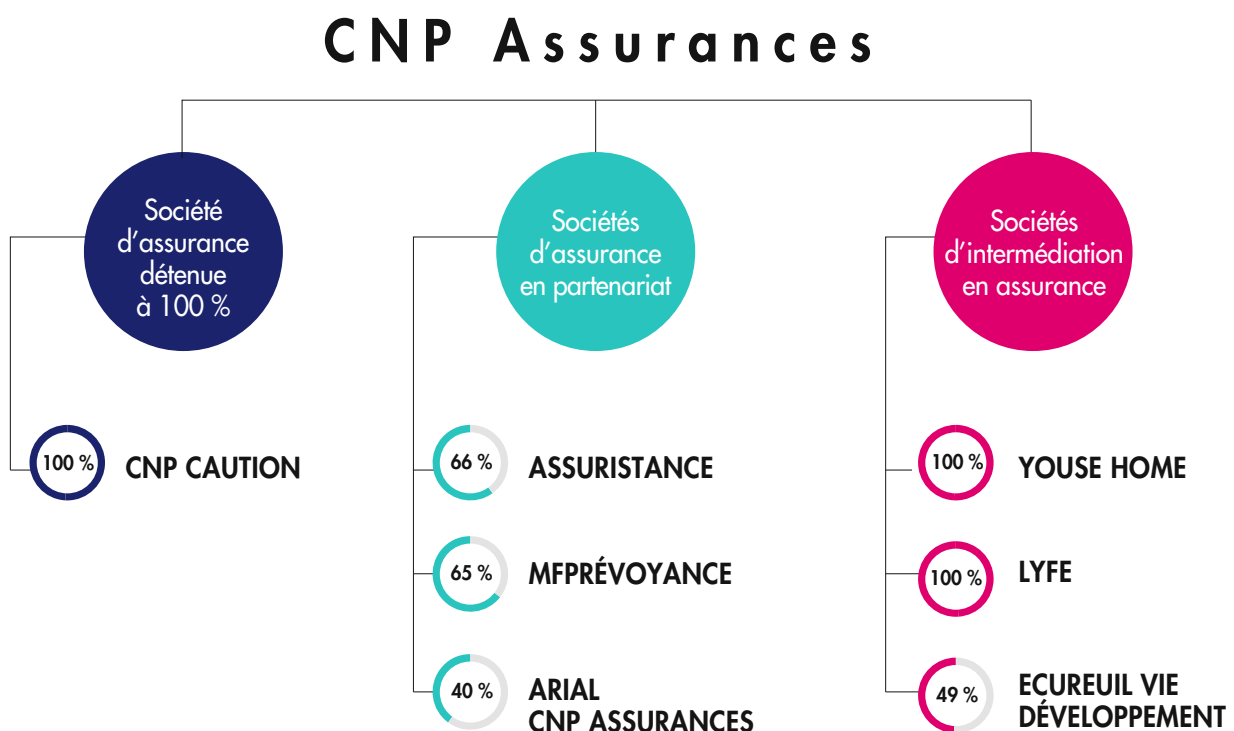 CNP Assurances
Société
d’assurance
détenue
à 100 %
Sociétés
d’assurance
en partenariat
Sociétés
d’intermédiation
en assurance
100 %
CNP CAUTION
66 %
ASSURISTANCE
65 %
MFPRÉVOYANCE
40 %
ARIAL
CNP ASSURANCES
100 %
YOUSE HOME
100 %
LYFE
49 %
ECUREUIL VIE
DÉVELOPPEMENT